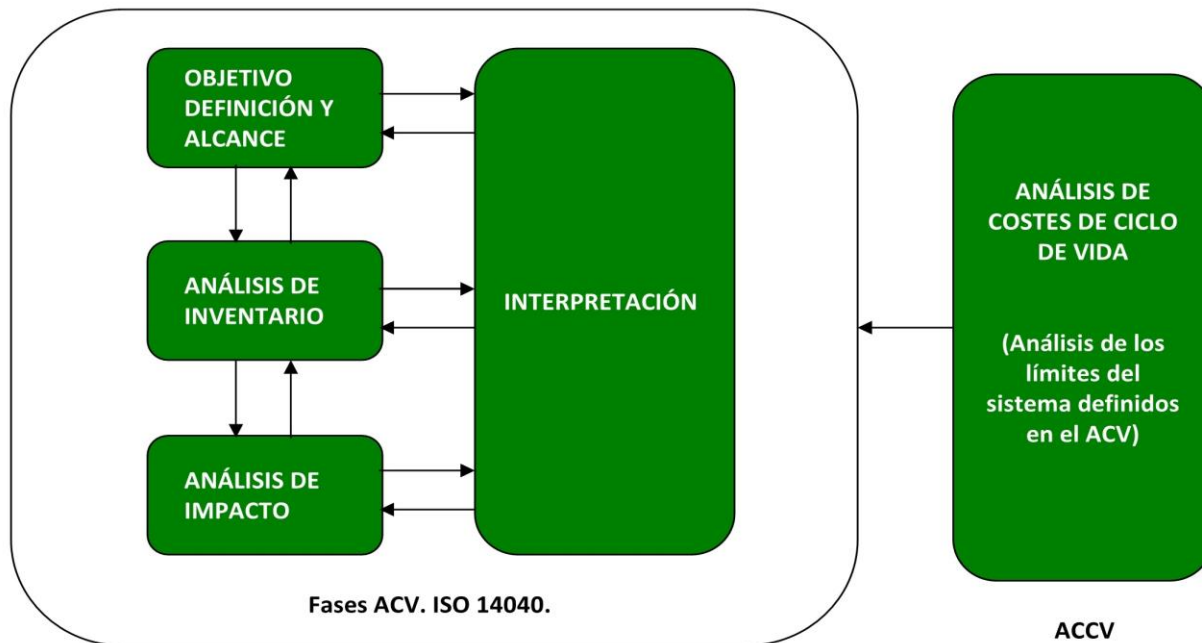 OBJETIVO
DEFINICIÓN Y
ALCANCE
ANÁLISIS DE
INVENTARIO
ANÁLISIS DE
IMPACTO
INTERPRETACIÓN
Fases ACV. ISO 14040.
ANÁLISIS DE
COSTES DE CICLO
DE VIDA
(Análisis de los
límites del
sistema definidos
en el ACV)
ACCV